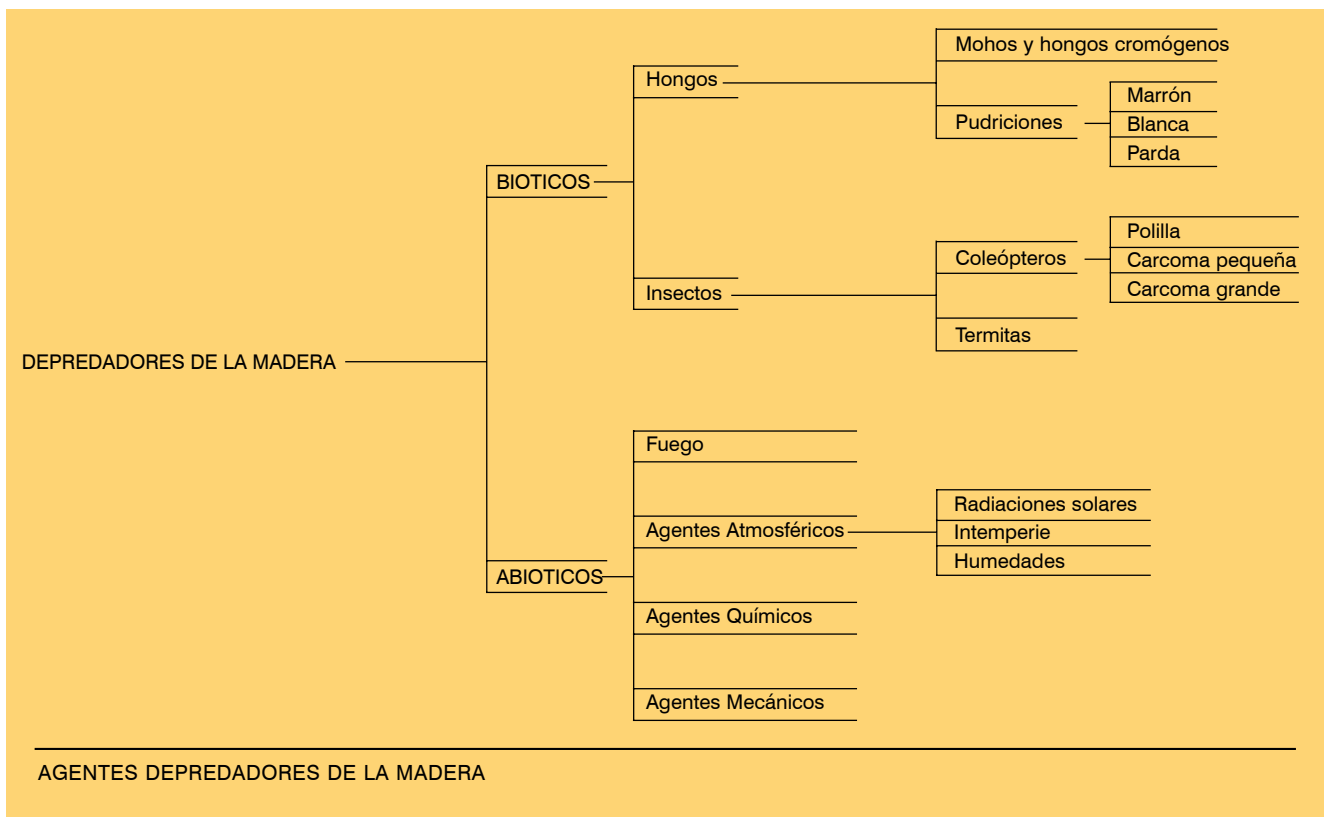 Mohos y hongos cromógenos
Hongos
Marrón
Pudriciones
Blanca
Parda
BIOTICOS
Polilla
Coleópteros
Carcoma pequeña
Carcoma grande
Insectos
Termitas
DEPREDADORES DE LA MADERA
Fuego
Radiaciones solares
Agentes Atmosféricos
Intemperie
Humedades
ABIOTICOS
Agentes Químicos
Agentes Mecánicos
AGENTES DEPREDADORES DE LA MADERA